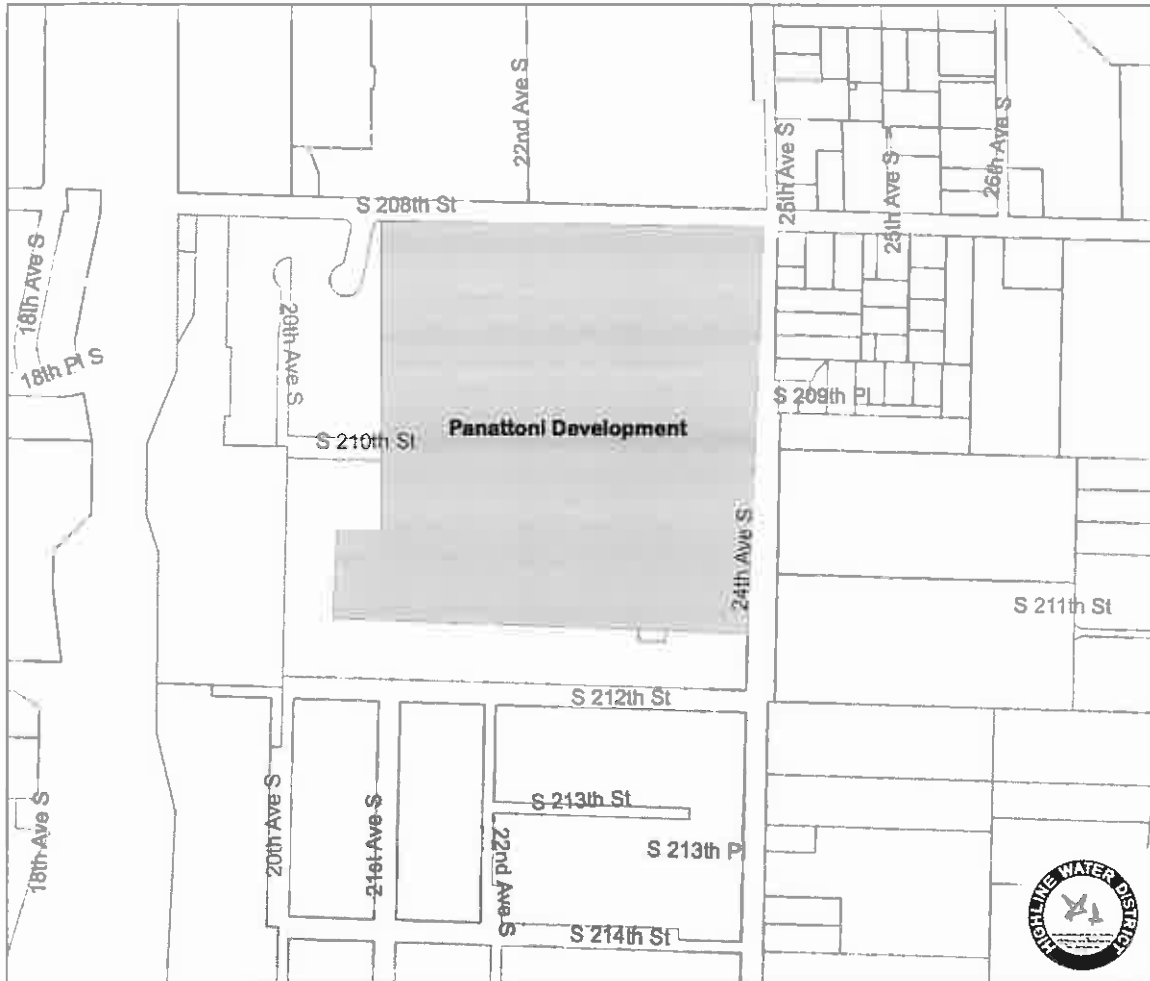 22nd Ave S
25th Ave S
26th Ave S
25th Ave S
S 208th St
18th Ave S
20th Ave S
18th Pl S
S 209th Pl
S 210th St
Panattoni Development
24th Ave S
S 211th St
S 212th St
20th Ave S
21st Ave S
22nd Ave S
S 213th St
S 213th P
18th Ave S
S 214th St
HIGHLINE WATER DISTRICT